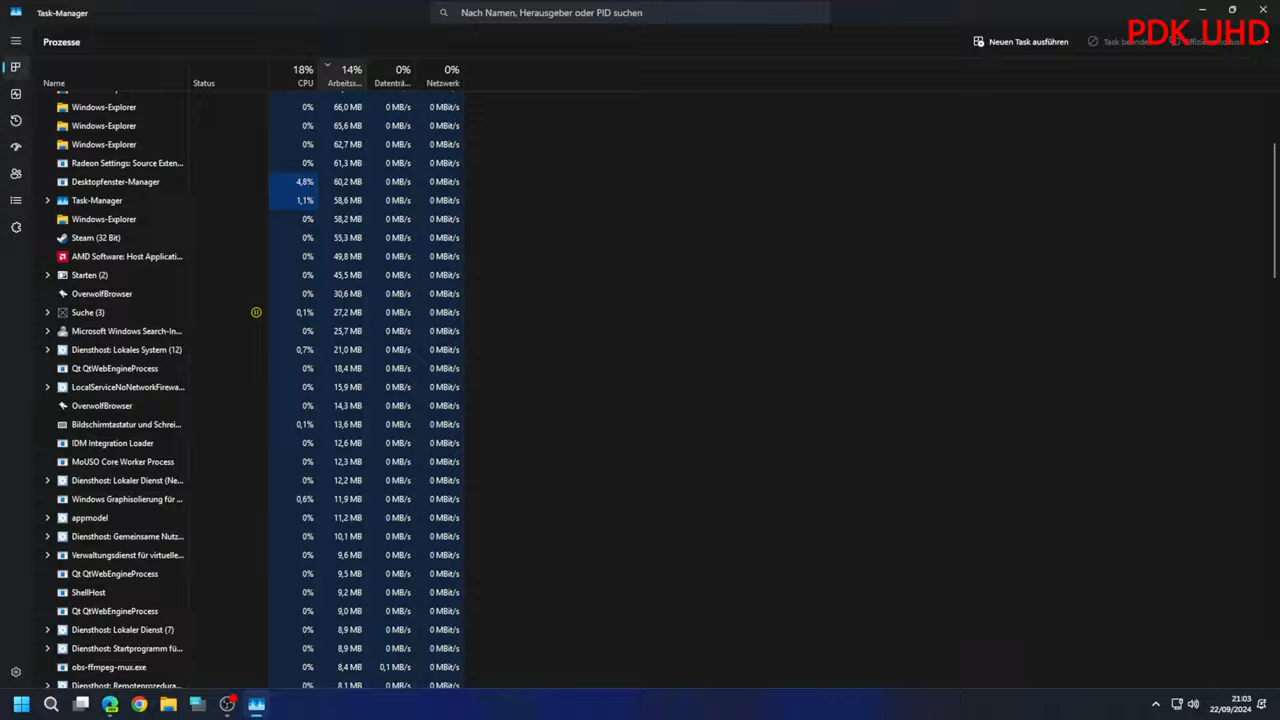 Task-Manager
Nach Namen, Herausgeber oder PID suchen
PDK UHD
Prozesse
Neuen Task ausführen
Task beenden
18% 14% 0% 0%
Name Status CPU Arbeitss... Datenträ... Netzwerk
Windows-Explorer 0% 66,0 MB 0 MB/s 0 MBit/s
Windows-Explorer 0% 65,6 MB 0 MB/s 0 MBit/s
Windows-Explorer 0% 62,7 MB 0 MB/s 0 MBit/s
Radeon Settings: Source Exten... 0% 61,3 MB 0 MB/s 0 MBit/s
Desktopfenster-Manager 4,8% 60,2 MB 0 MB/s 0 MBit/s
Task-Manager 1,1% 58,6 MB 0 MB/s 0 MBit/s
Windows-Explorer 0% 58,2 MB 0 MB/s 0 MBit/s
Steam (32 Bit) 0% 55,3 MB 0 MB/s 0 MBit/s
AMD Software: Host Applicati... 0% 49,8 MB 0 MB/s 0 MBit/s
Starten (2) 0% 45,5 MB 0 MB/s 0 MBit/s
OverwolfBrowser 0% 30,6 MB 0 MB/s 0 MBit/s
Suche (3) 0,1% 27,2 MB 0 MB/s 0 MBit/s
Microsoft Windows Search-In... 0% 25,7 MB 0 MB/s 0 MBit/s
Diensthost: Lokales System (12) 0,7% 21,0 MB 0 MB/s 0 MBit/s
Qt QtWebEngineProcess 0% 18,4 MB 0 MB/s 0 MBit/s
LocalServiceNoNetworkFirewa... 0% 15,9 MB 0 MB/s 0 MBit/s
OverwolfBrowser 0% 14,3 MB 0 MB/s 0 MBit/s
Bildschirmtastatur und Schrei... 0,1% 13,6 MB 0 MB/s 0 MBit/s
IDM Integration Loader 0% 12,6 MB 0 MB/s 0 MBit/s
MoUSO Core Worker Process 0% 12,3 MB 0 MB/s 0 MBit/s
Diensthost: Lokaler Dienst (Ne... 0% 12,2 MB 0 MB/s 0 MBit/s
Windows Graphisolierung für ... 0,6% 11,9 MB 0 MB/s 0 MBit/s
appmodel 0% 11,2 MB 0 MB/s 0 MBit/s
Diensthost: Gemeinsame Nutz... 0% 10,1 MB 0 MB/s 0 MBit/s
Verwaltungsdienst für virtuelle... 0% 9,6 MB 0 MB/s 0 MBit/s
Qt QtWebEngineProcess 0% 9,5 MB 0 MB/s 0 MBit/s
ShellHost 0% 9,2 MB 0 MB/s 0 MBit/s
Qt QtWebEngineProcess 0% 9,0 MB 0 MB/s 0 MBit/s
Diensthost: Lokaler Dienst (7) 0% 8,9 MB 0 MB/s 0 MBit/s
Diensthost: Startprogramm fü... 0% 8,9 MB 0 MB/s 0 MBit/s
obs-ffmpeg-mux.exe 0% 8,4 MB 0,1 MB/s 0 MBit/s
Diensthost: Remoteprozedura... 0% 8,1 MB 0 MB/s 0 MBit/s
21:03
22/09/2024